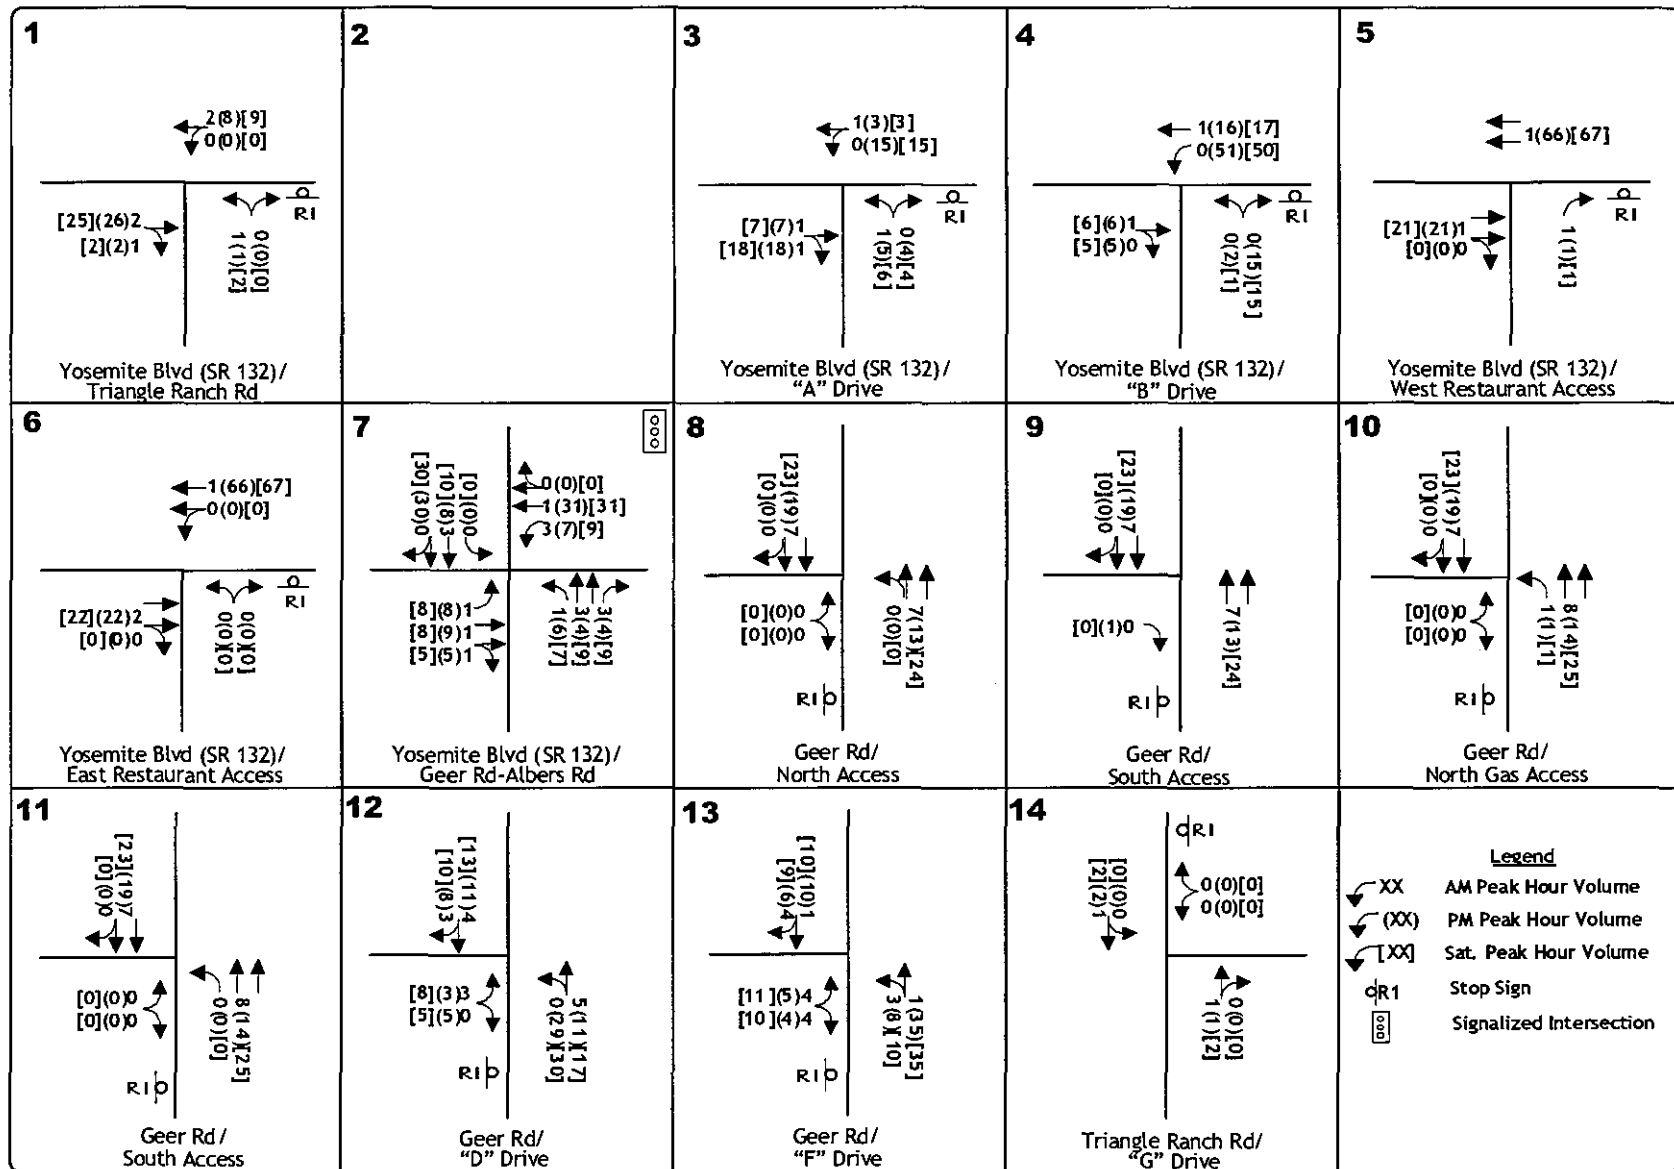 1
2(8)[9]
0(0)[0]
[25](26)2
[2](2)1
0(0)[0]
1(1)[2]
R1
Yosemite Blvd (SR 132)/
Triangle Ranch Rd
2
3
1(3)[3]
0(15)[15]
[7](7)1
[18](18)1
0(4)[4]
1(5)[6]
R1
Yosemite Blvd (SR 132)/
"A" Drive
4
1(16)[17]
0(51)[50]
[6](6)1
[5](5)0
0(15)[15]
0(2)[1]
R1
Yosemite Blvd (SR 132)/
"B" Drive
5
1(66)[67]
[21](21)1
[0](0)0
1(1)[1]
R1
Yosemite Blvd (SR 132)/
West Restaurant Access
6
1(66)[67]
0(0)[0]
[22](22)2
[0](0)0
0(0)[0]
0(0)[0]
R1
Yosemite Blvd (SR 132)/
East Restaurant Access
7
[30](30)0
[10](8)3
[0](0)0
0(0)[0]
1(31)[31]
3(7)[9]
[8](8)1
[8](9)1
[5](5)1
1(6)[7]
3(4)[9]
3(4)[9]
Yosemite Blvd (SR 132)/
Geer Rd-Albers Rd
8
[23](19)7
[0](0)0
[0](0)0
[0](0)0
7(13)[24]
0(0)[0]
R1
Geer Rd/
North Access
9
[23](19)7
[0](0)0
[0](1)0
7(13)[24]
R1
Geer Rd/
South Access
10
[23](19)7
[0](0)0
[0](0)0
[0](0)0
8(14)[25]
1(1)[1]
R1
Geer Rd/
North Gas Access
11
[23](19)7
[0](0)0
[0](0)0
[0](0)0
8(14)[25]
0(0)[0]
R1
Geer Rd/
South Access
12
[13](11)4
[10](8)3
[8](3)3
[5](5)0
5(11)[17]
0(29)[30]
R1
Geer Rd/
"D" Drive
13
[10](10)1
[9](6)4
[11](5)4
[10](4)4
1(35)[35]
3(8)[10]
R1
Geer Rd/
"F" Drive
14
R1
[0](0)0
[2](2)1
0(0)[0]
0(0)[0]
0(0)[0]
1(1)[2]
Triangle Ranch Rd/
"G" Drive
Legend
XX AM Peak Hour Volume
(XX) PM Peak Hour Volume
[XX] Sat. Peak Hour Volume
R1 Stop Sign
Signalized Intersection